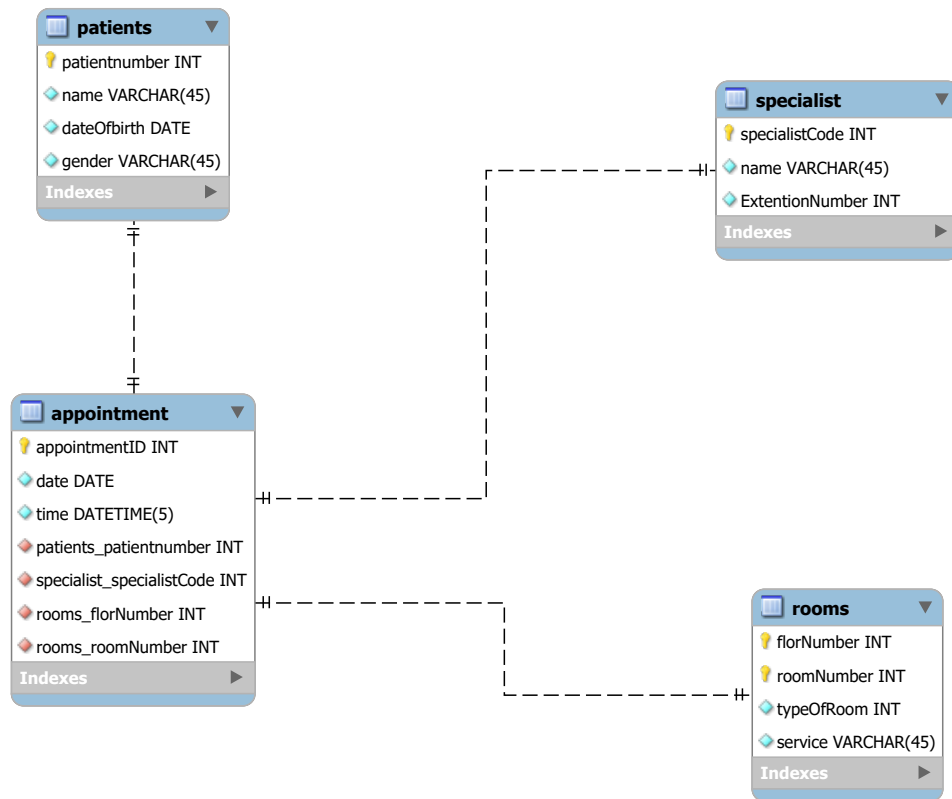 patients
patientnumber INT
name VARCHAR(45)
dateOfbirth DATE
gender VARCHAR(45)
Indexes
specialist
specialistCode INT
name VARCHAR(45)
ExtentionNumber INT
Indexes
appointment
appointmentID INT
date DATE
time DATETIME(5)
patients_patientnumber INT
specialist_specialistCode INT
rooms_florNumber INT
rooms_roomNumber INT
Indexes
rooms
florNumber INT
roomNumber INT
typeOfRoom INT
service VARCHAR(45)
Indexes